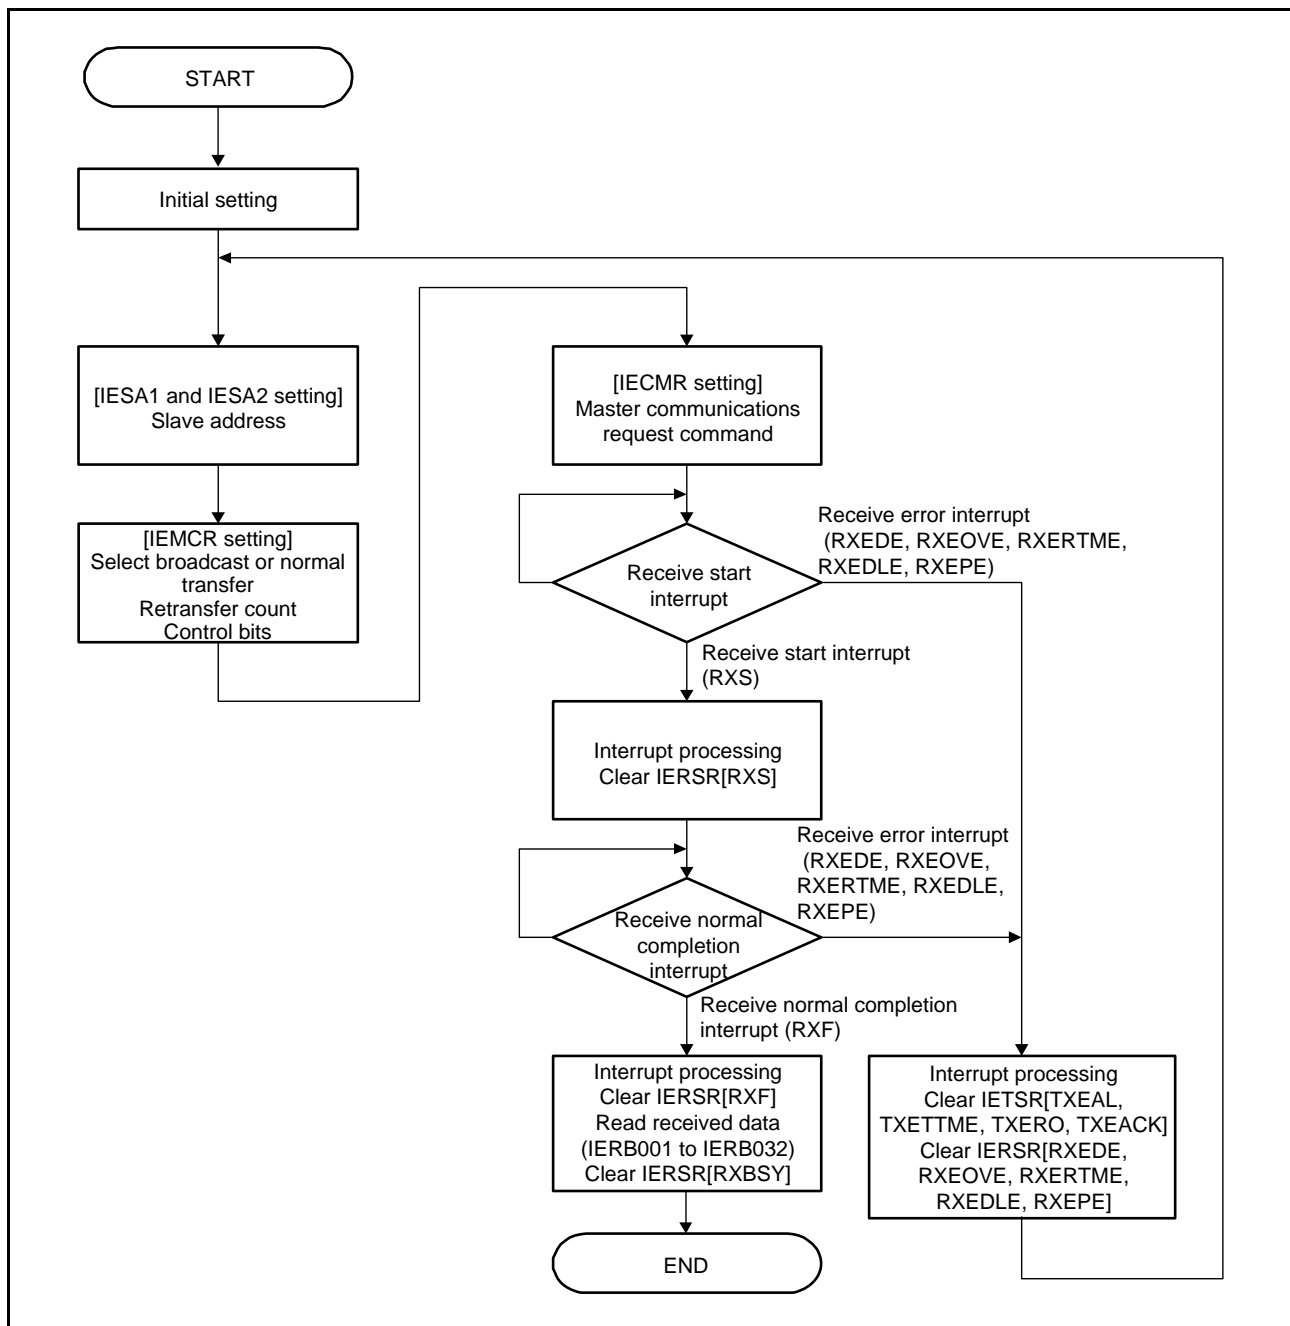 START
Initial setting
[IESA1 and IESA2 setting]
Slave address
[IEMCR setting]
Select broadcast or normal
transfer
Retransfer count
Control bits
[IECMR setting]
Master communications
request command
Receive start
interrupt
Receive error interrupt
(RXEDE, RXEOVE, RXERTME,
RXEDLE, RXEPE)
Receive start interrupt
(RXS)
Interrupt processing
Clear IERSR[RXS]
Receive normal
completion
interrupt
Receive error interrupt
(RXEDE, RXEOVE,
RXERTME, RXEDLE,
RXEPE)
Receive normal completion
interrupt (RXF)
Interrupt processing
Clear IERSR[RXF]
Read received data
(IERB001 to IERB032)
Clear IERSR[RXBSY]
Interrupt processing
Clear IETSR[TXEAL,
TXETTME, TXERO, TXEACK]
Clear IERSR[RXEDE,
RXEOVE, RXERTME,
RXEDLE, RXEPE]
END